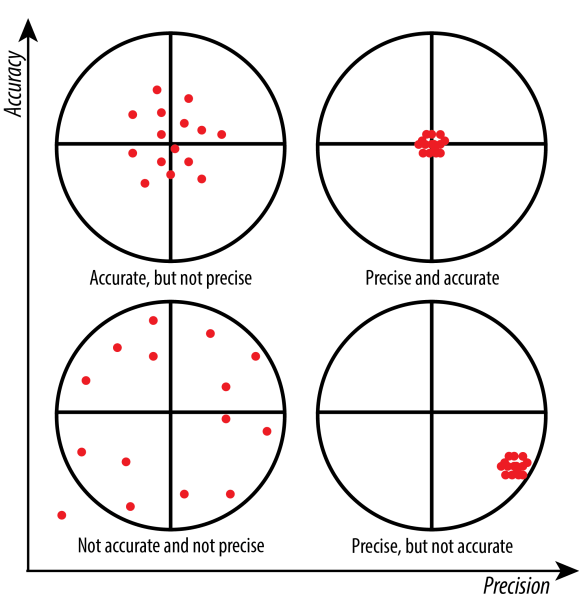 Accuracy
Accurate, but not precise
Precise and accurate
Not accurate and not precise
Precise, but not accurate
Precision